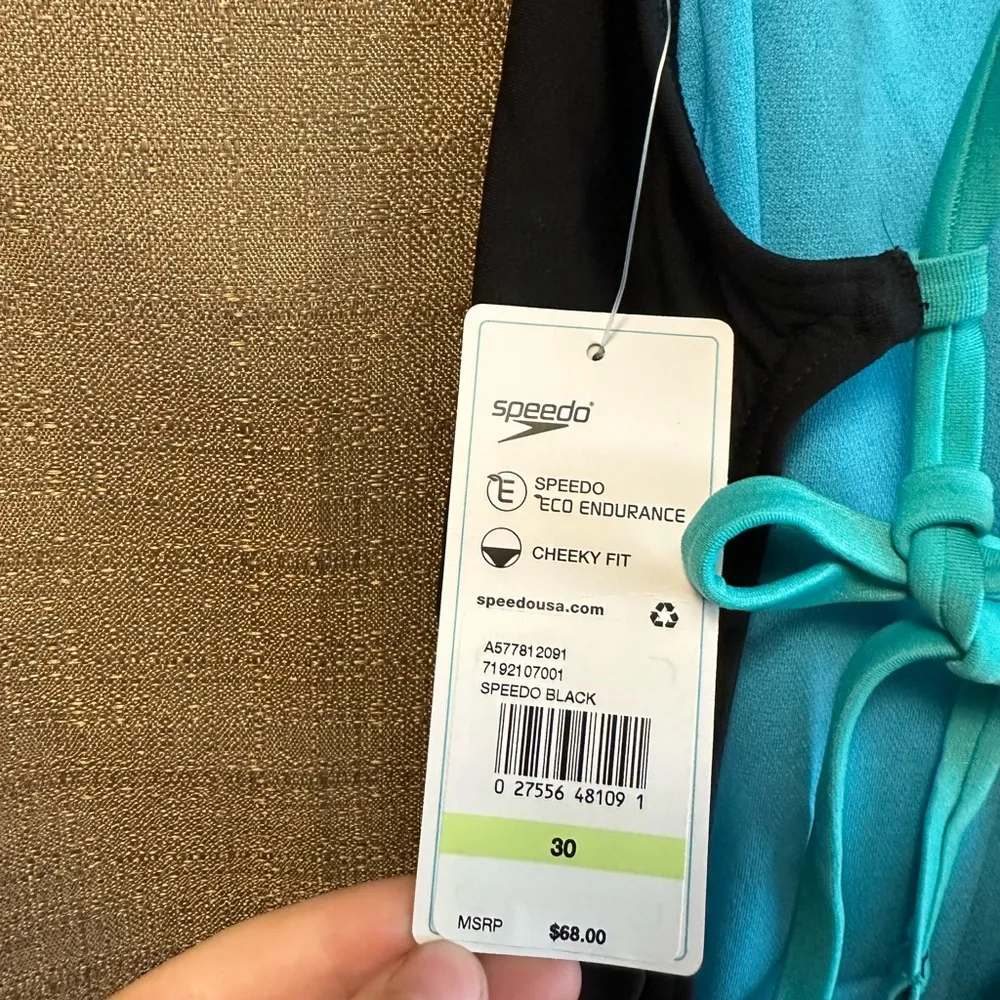 speedo®
E SPEEDO
ECO ENDURANCE
CHEEKY FIT
speedousa.com
A577812091
7192107001
SPEEDO BLACK
0 27556 48109 1
30
MSRP $68.00